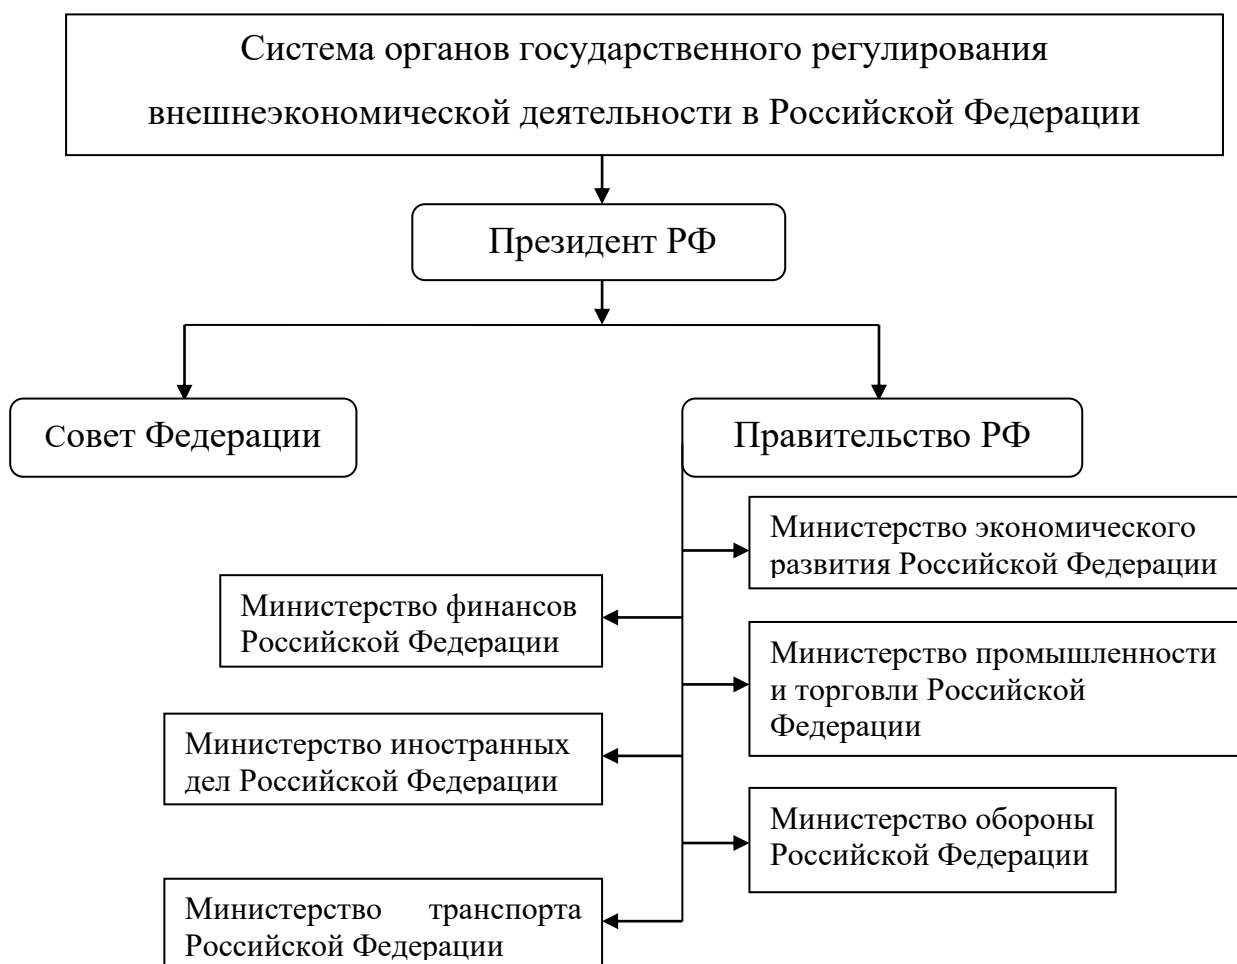 Система органов государственного регулирования
внешнеэкономической деятельности в Российской Федерации
Президент РФ
Совет Федерации
Правительство РФ
Министерство экономического
развития Российской Федерации
Министерство финансов
Российской Федерации
Министерство промышленности
и торговли Российской
Федерации
Министерство иностранных
дел Российской Федерации
Министерство обороны
Российской Федерации
Министерство транспорта
Российской Федерации